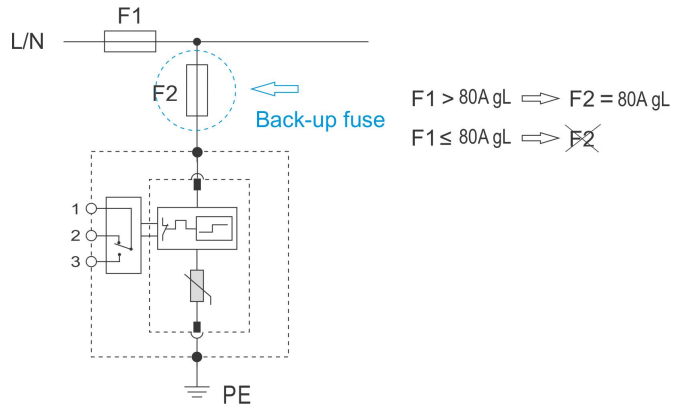 F1
L/N
F2
Back-up fuse
F1 > 80A gL ⇨ F2 = 80A gL
F1 ≤ 80A gL ⇨ F2
1
2
3
PE